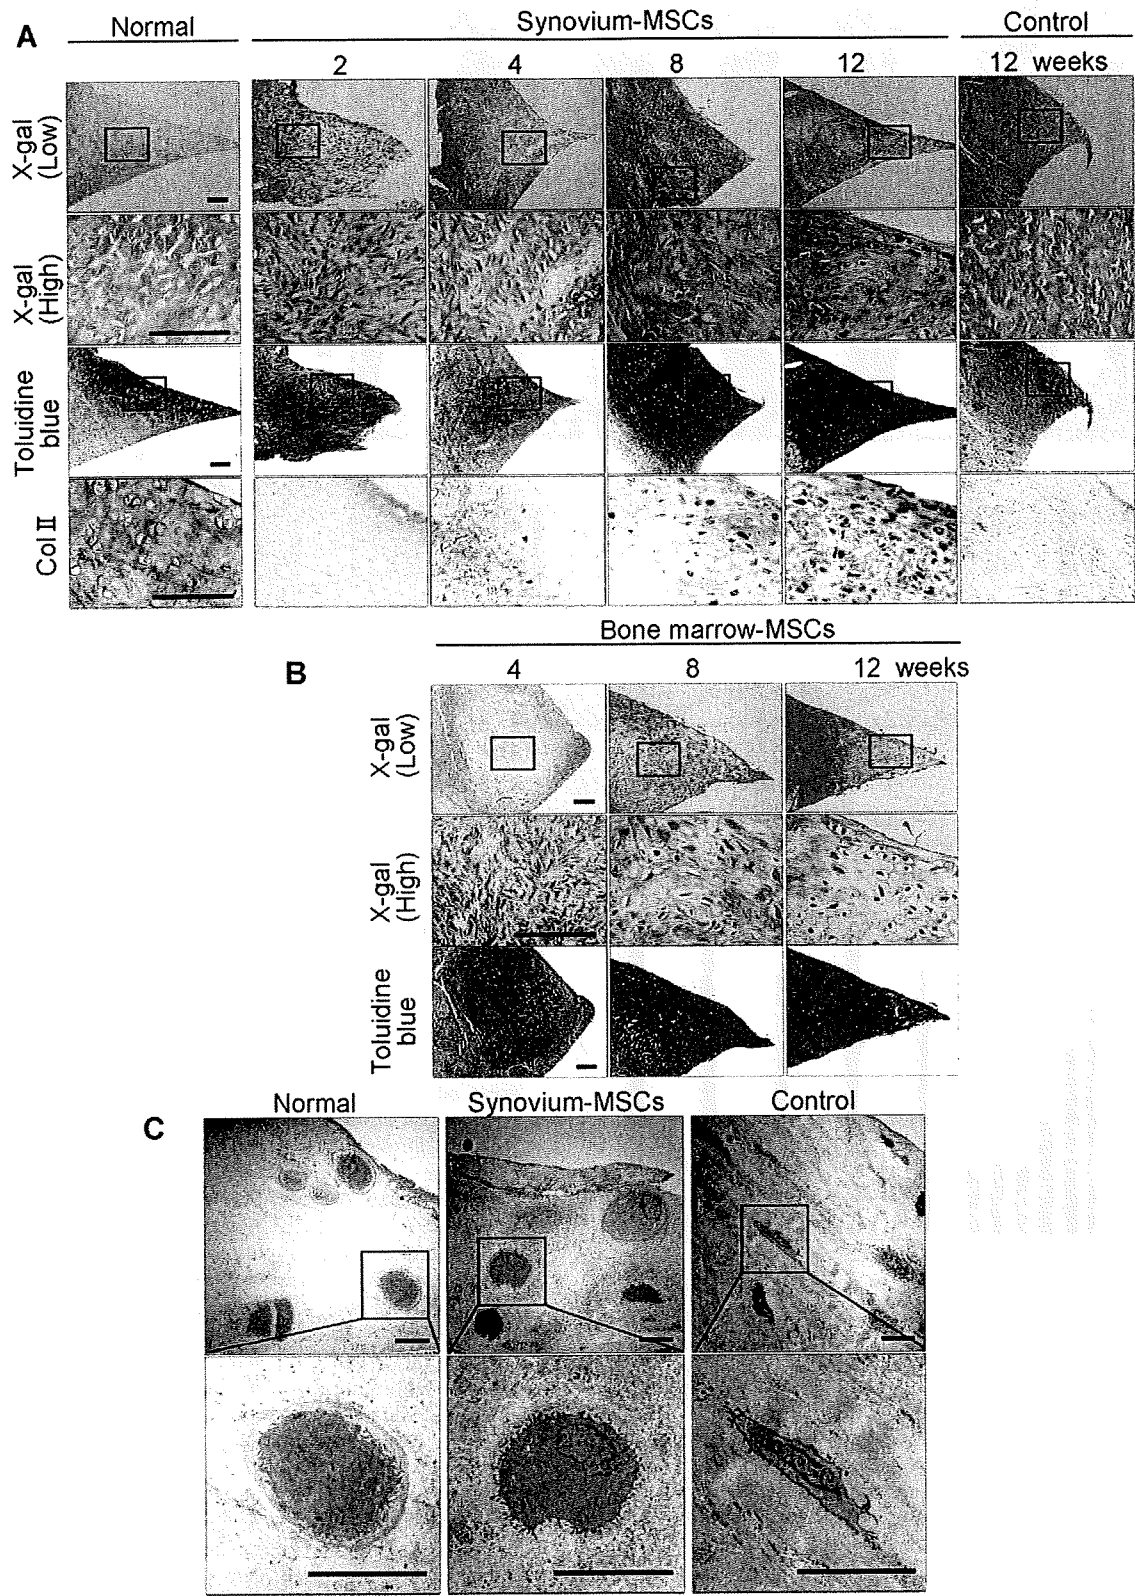 A
Normal
Synovium-MSCs
Control
2
4
8
12
12 weeks
X-gal
(Low)
X-gal
(High)
Toluidine
blue
Col II
B
Bone marrow-MSCs
4
8
12 weeks
X-gal
(Low)
X-gal
(High)
Toluidine
blue
C
Normal
Synovium-MSCs
Control